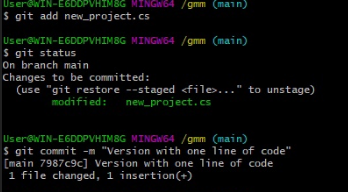 User@WIN-E6DDPVHIM8G MINGW64 /gmm (main)
$ git add new_project.cs
User@WIN-E6DDPVHIM8G MINGW64 /gmm (main)
$ git status
On branch main
Changes to be committed:
(use "git restore --staged <file>..." to unstage)
modified: new_project.cs
User@WIN-E6DDPVHIM8G MINGW64 /gmm (main)
$ git commit -m "Version with one line of code"
[main 7987c9c] Version with one line of code
1 file changed, 1 insertion(+)